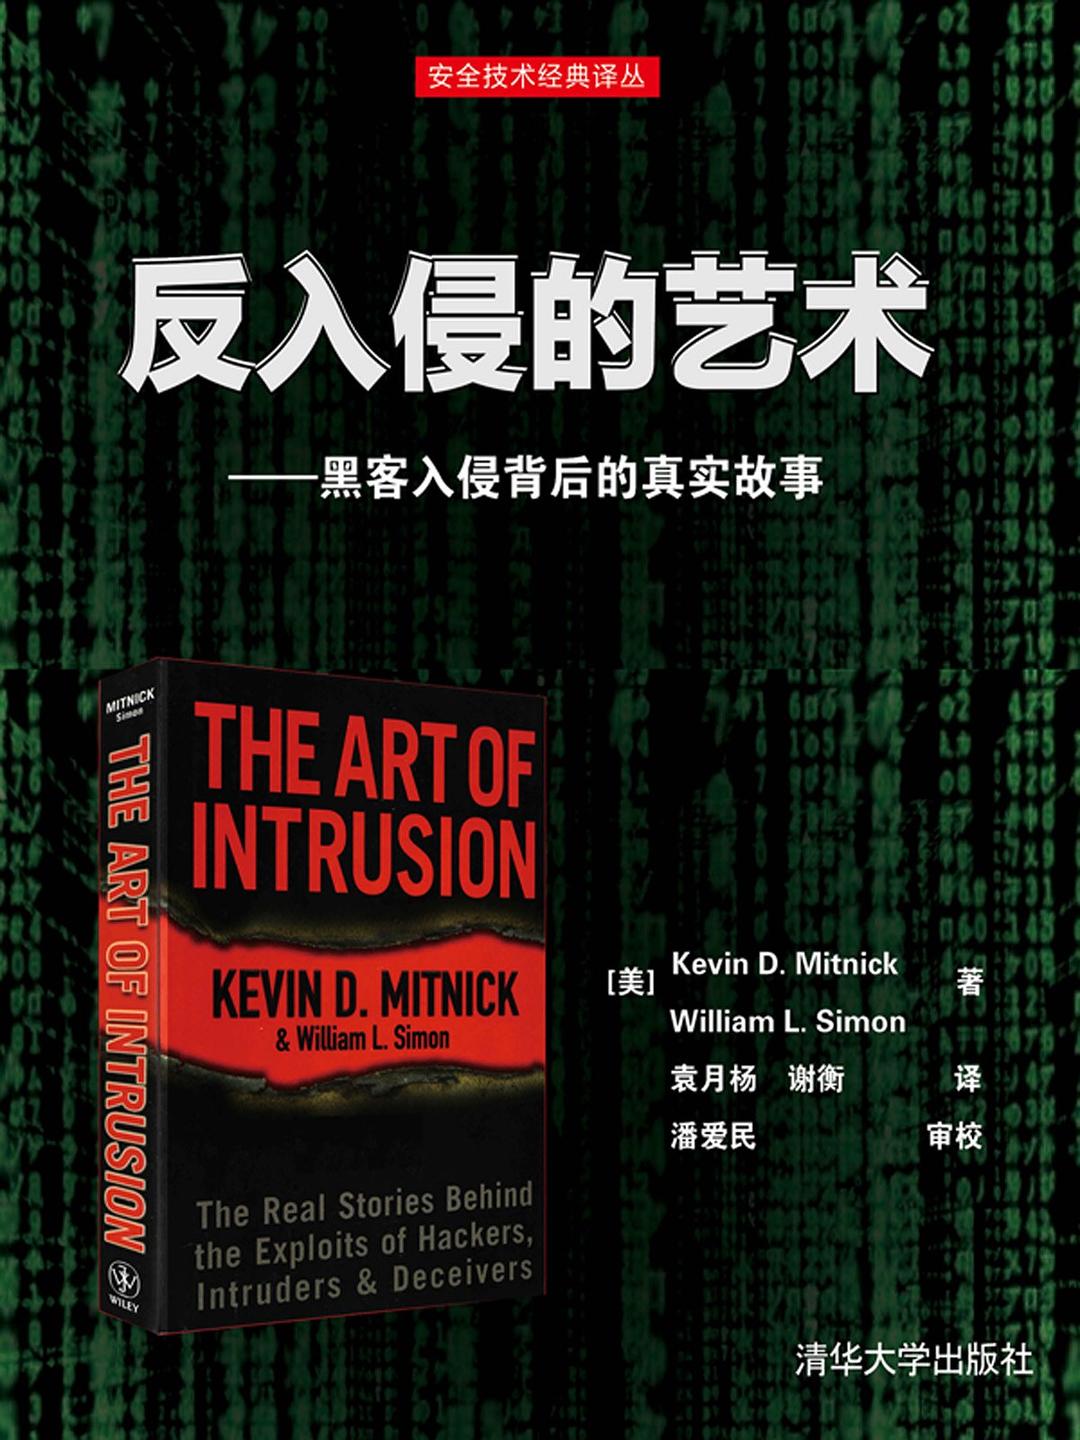 安全技术经典译丛
反入侵的艺术
——黑客入侵背后的真实故事
MITNICK
Simon
THE ART OF INTRUSION
WILEY
THE ART OF
INTRUSION
KEVIN D. MITNICK
& William L. Simon
The Real Stories Behind
the Exploits of Hackers,
Intruders & Deceivers
[美] Kevin D. Mitnick 著
William L. Simon
袁月杨 谢衡 译
潘爱民 审校
清华大学出版社